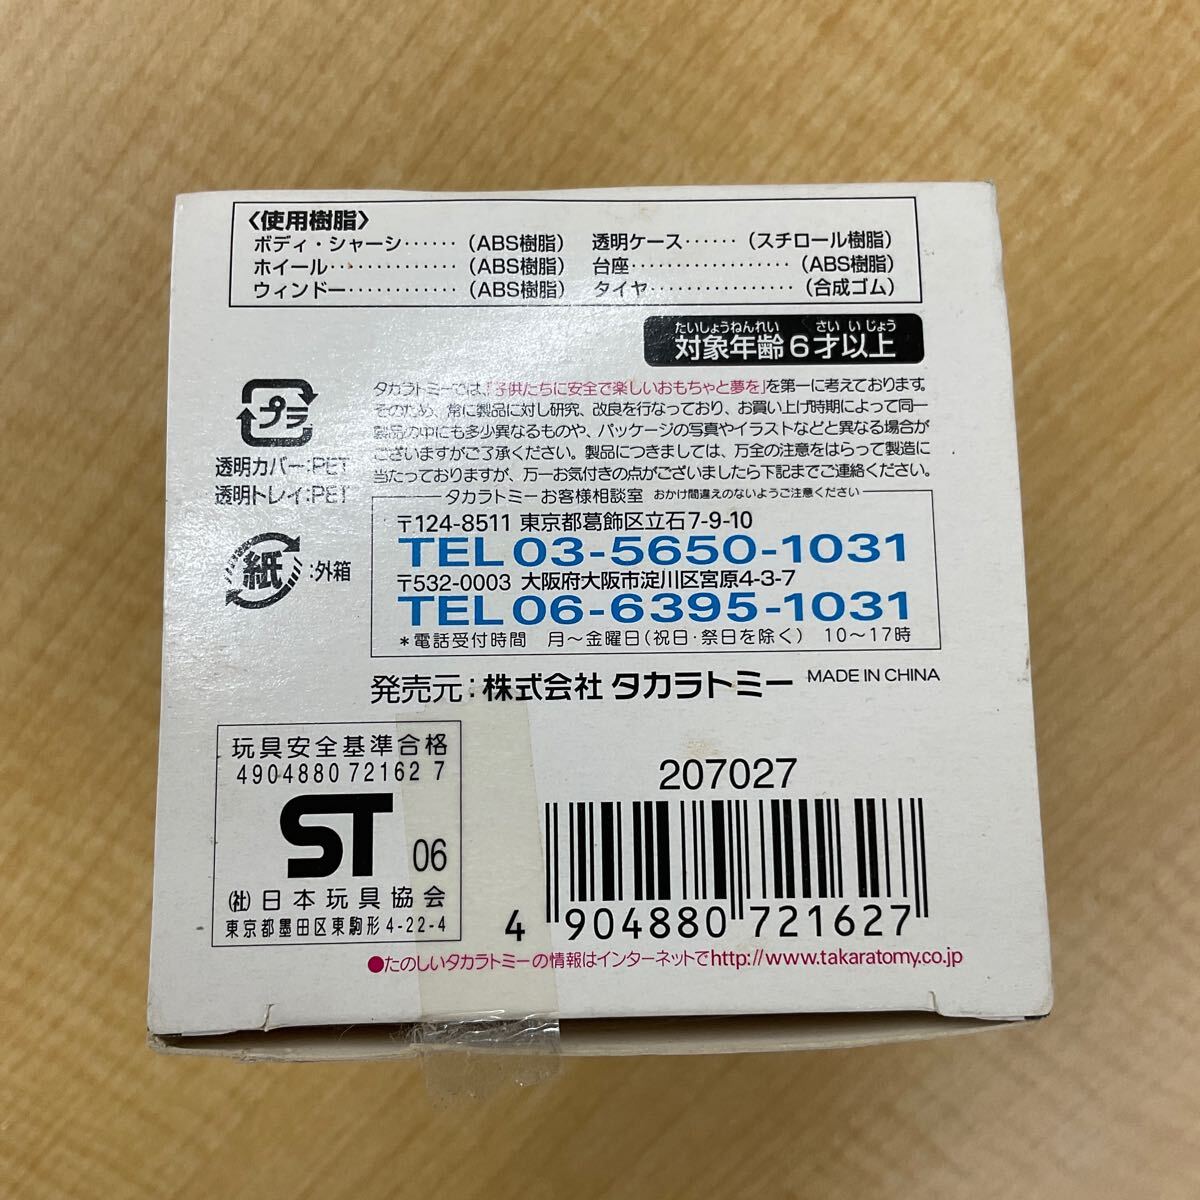 〈使用樹脂〉
ボディ・シャーシ‥‥‥（ABS樹脂）　透明ケース‥‥‥（スチロール樹脂）
ホイール‥‥‥‥‥‥‥（ABS樹脂）　台座‥‥‥‥‥‥‥‥‥（ABS樹脂）
ウィンドー‥‥‥‥‥‥（ABS樹脂）　タイヤ‥‥‥‥‥‥‥‥（合成ゴム）
たいしょうねんれい　さい いじょう
対象年齢6才以上
プラ
透明カバー:PET
透明トレイ:PET
紙
:外箱
タカラトミーでは、「子供たちに安全で楽しいおもちゃと夢を」を第一に考えております。
そのため、常に製品に対し研究、改良を行なっており、お買い上げ時期によって同一
製品の中にも多少異なるものや、パッケージの写真やイラストなどと異なる場合が
ございますがご了承ください。製品につきましては、万全の注意をはらって製造に
当たっておりますが、万一お気付きの点がございましたら下記までご連絡ください。
タカラトミーお客様相談室　おかけ間違えのないようご注意ください
〒124-8511 東京都葛飾区立石7-9-10
TEL 03-5650-1031
〒532-0003 大阪府大阪市淀川区宮原4-3-7
TEL 06-6395-1031
＊電話受付時間　月〜金曜日（祝日・祭日を除く）　10〜17時
発売元：株式会社 タカラトミー　MADE IN CHINA
玩具安全基準合格
4904880 72162 7
ST 06
(社)日本玩具協会
東京都墨田区東駒形4-22-4
207027
4 904880 721627
●たのしいタカラトミーの情報はインターネットでhttp://www.takaratomy.co.jp